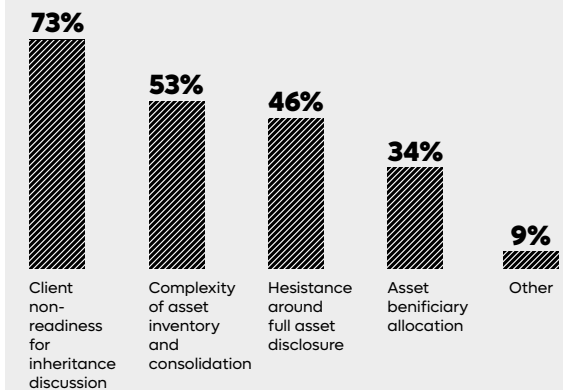 73%
53%
46%
34%
9%
Client
non-
readiness
for
inheritance
discussion
Complexity
of asset
inventory
and
consolidation
Hesistance
around
full asset
disclosure
Asset
benificiary
allocation
Other